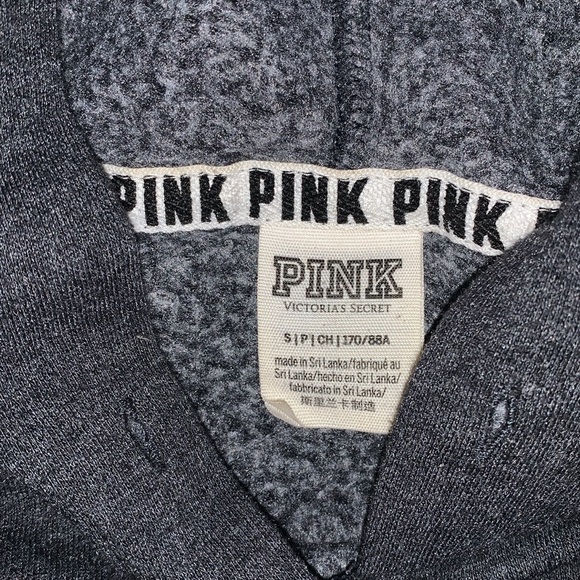 PINK PINK PINK
PINK
VICTORIA'S SECRET
S|P|CH|170/88A
made in Sri Lanka/fabriqué au
Sri Lanka/hecho en Sri Lanka/
fabbricato in Sri Lanka/
斯里兰卡制造